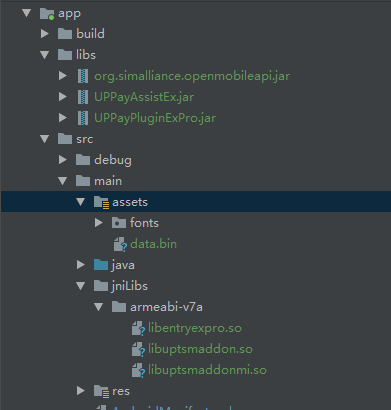 app
build
libs
org.simalliance.openmobileapi.jar
UPPayAssistEx.jar
UPPayPluginExPro.jar
src
debug
main
assets
fonts
data.bin
java
jniLibs
armeabi-v7a
libentryexpro.so
libuptsmaddon.so
libuptsmaddonmi.so
res